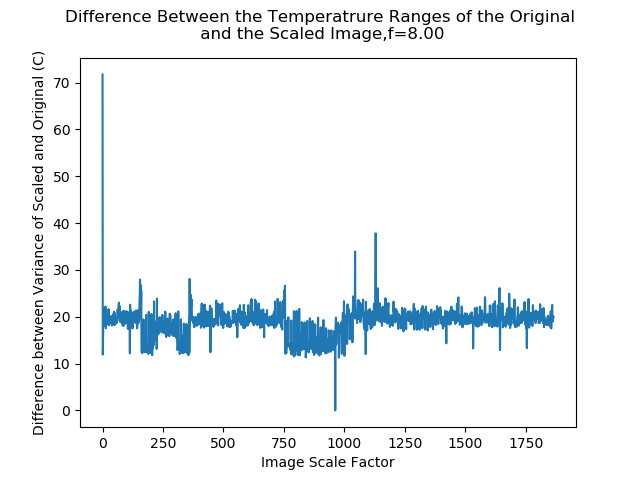 Difference Between the Temperatrure Ranges of the Original
and the Scaled Image,f=8.00
Difference between Variance of Scaled and Original (C)
70
60
50
40
30
20
10
0
0 250 500 750 1000 1250 1500 1750
Image Scale Factor